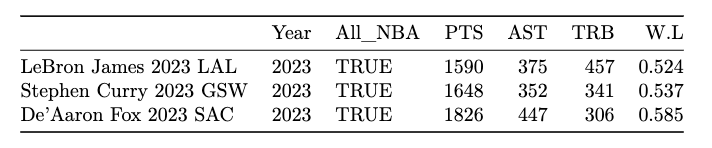 Year All_NBA PTS AST TRB W.L
LeBron James 2023 LAL 2023 TRUE 1590 375 457 0.524
Stephen Curry 2023 GSW 2023 TRUE 1648 352 341 0.537
De'Aaron Fox 2023 SAC 2023 TRUE 1826 447 306 0.585